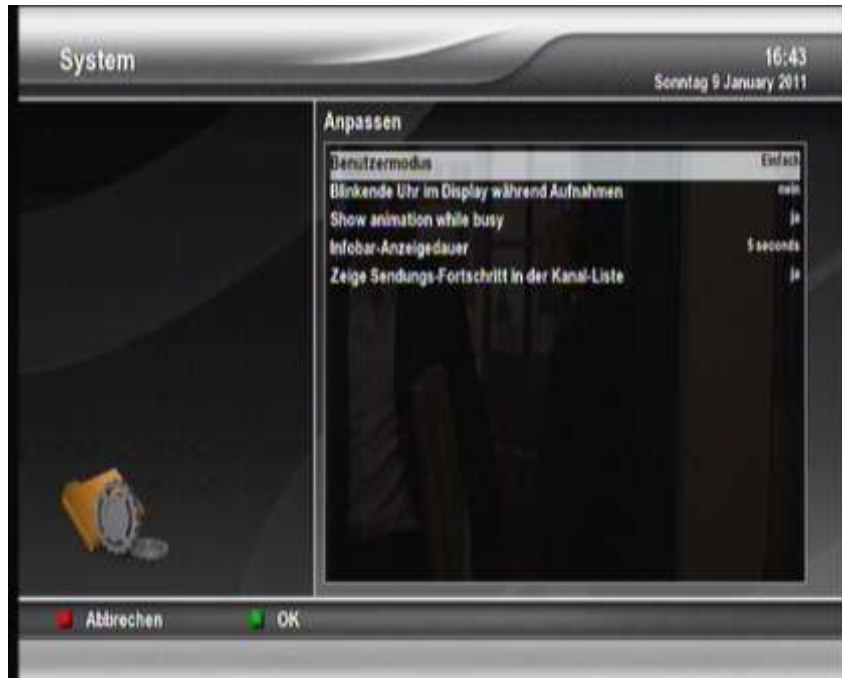 System
16:43
Sonntag 9 January 2011
Anpassen
Benutzermodus Einfach
Blinkende Uhr im Display während Aufnahmen nein
Show animation while busy ja
Infobar-Anzeigedauer 5 seconds
Zeige Sendungs-Fortschritt in der Kanal-Liste ja
Abbrechen OK